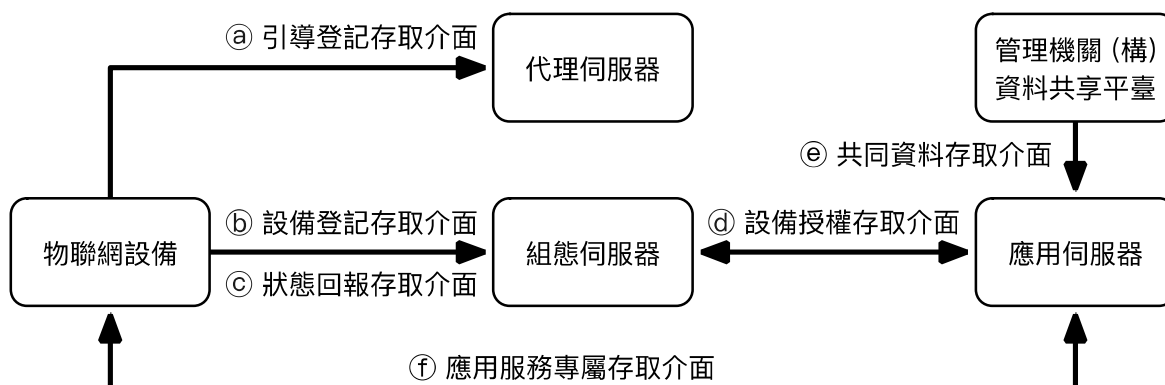 ⓐ 引導登記存取介面
代理伺服器
管理機關 (構)
資料共享平臺
ⓔ 共同資料存取介面
物聯網設備
ⓑ 設備登記存取介面
ⓒ 狀態回報存取介面
組態伺服器
ⓓ 設備授權存取介面
應用伺服器
ⓕ 應用服務專屬存取介面